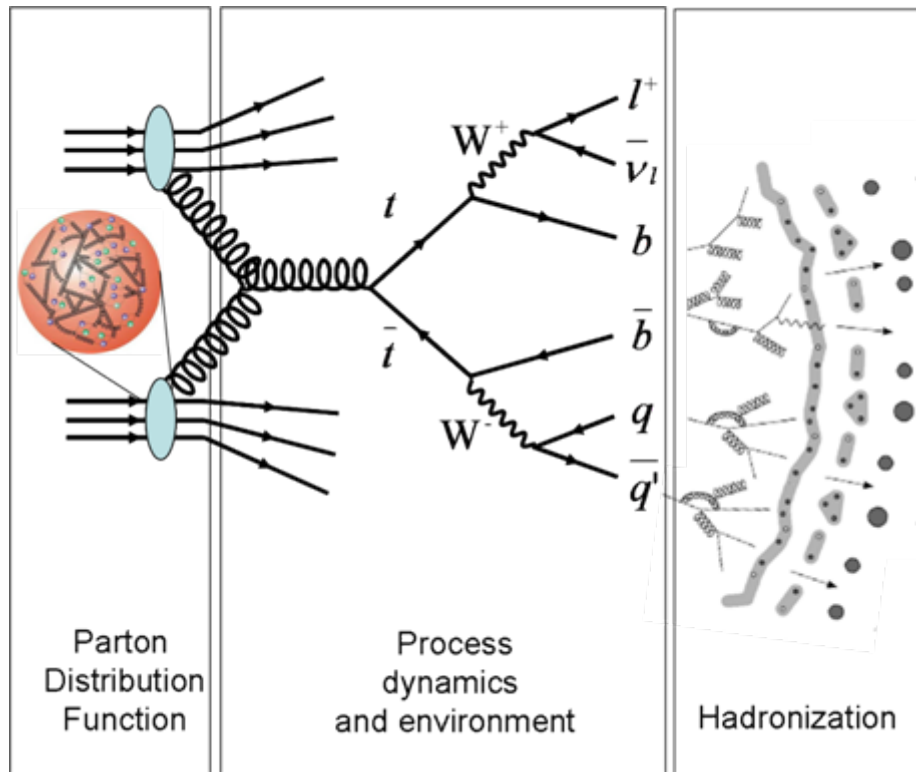 l⁺
W⁺
ν̅ₗ
t
b
t̅
b̅
q
W⁻
q̅'
Parton
Distribution
Function
Process
dynamics
and environment
Hadronization